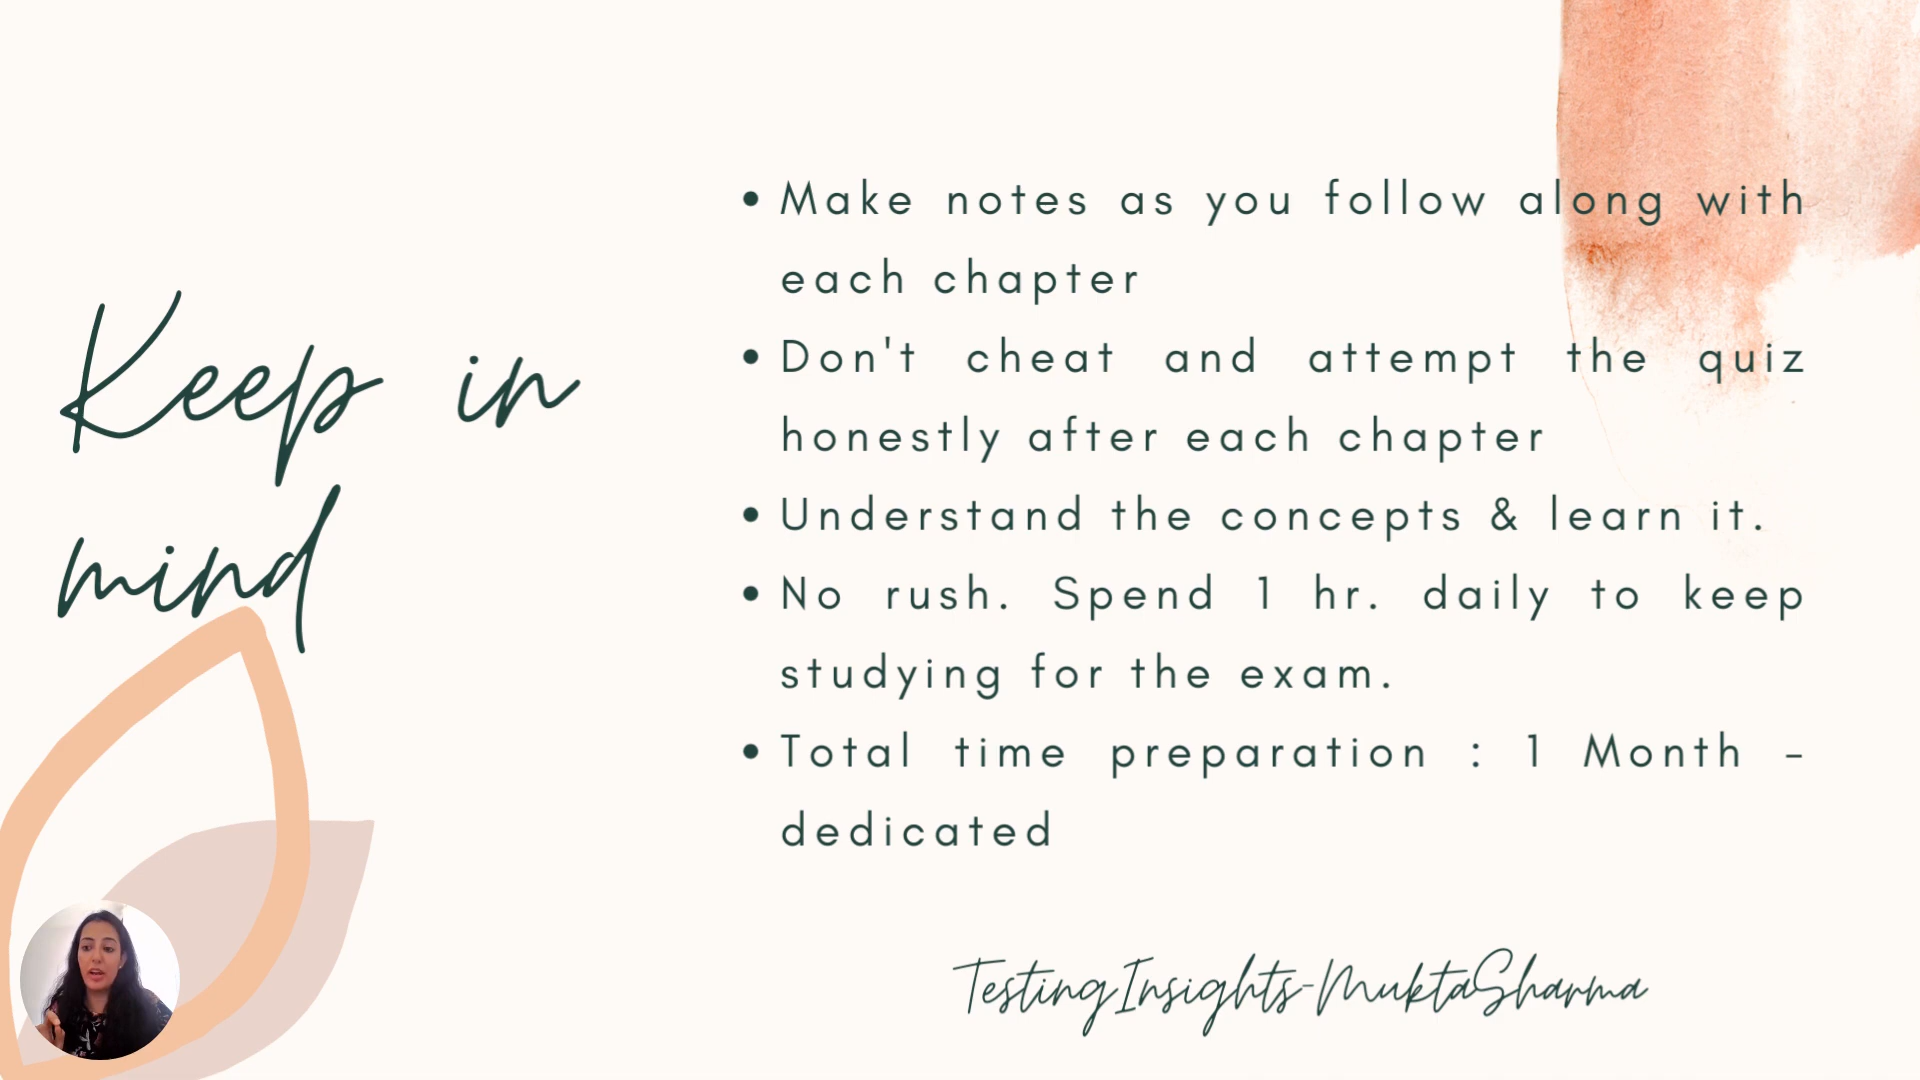 Keep in
mind
• Make notes as you follow along with
each chapter
• Don't cheat and attempt the quiz
honestly after each chapter
• Understand the concepts & learn it.
• No rush. Spend 1 hr. daily to keep
studying for the exam.
• Total time preparation : 1 Month -
dedicated
TestingInsights-MuktaSharma